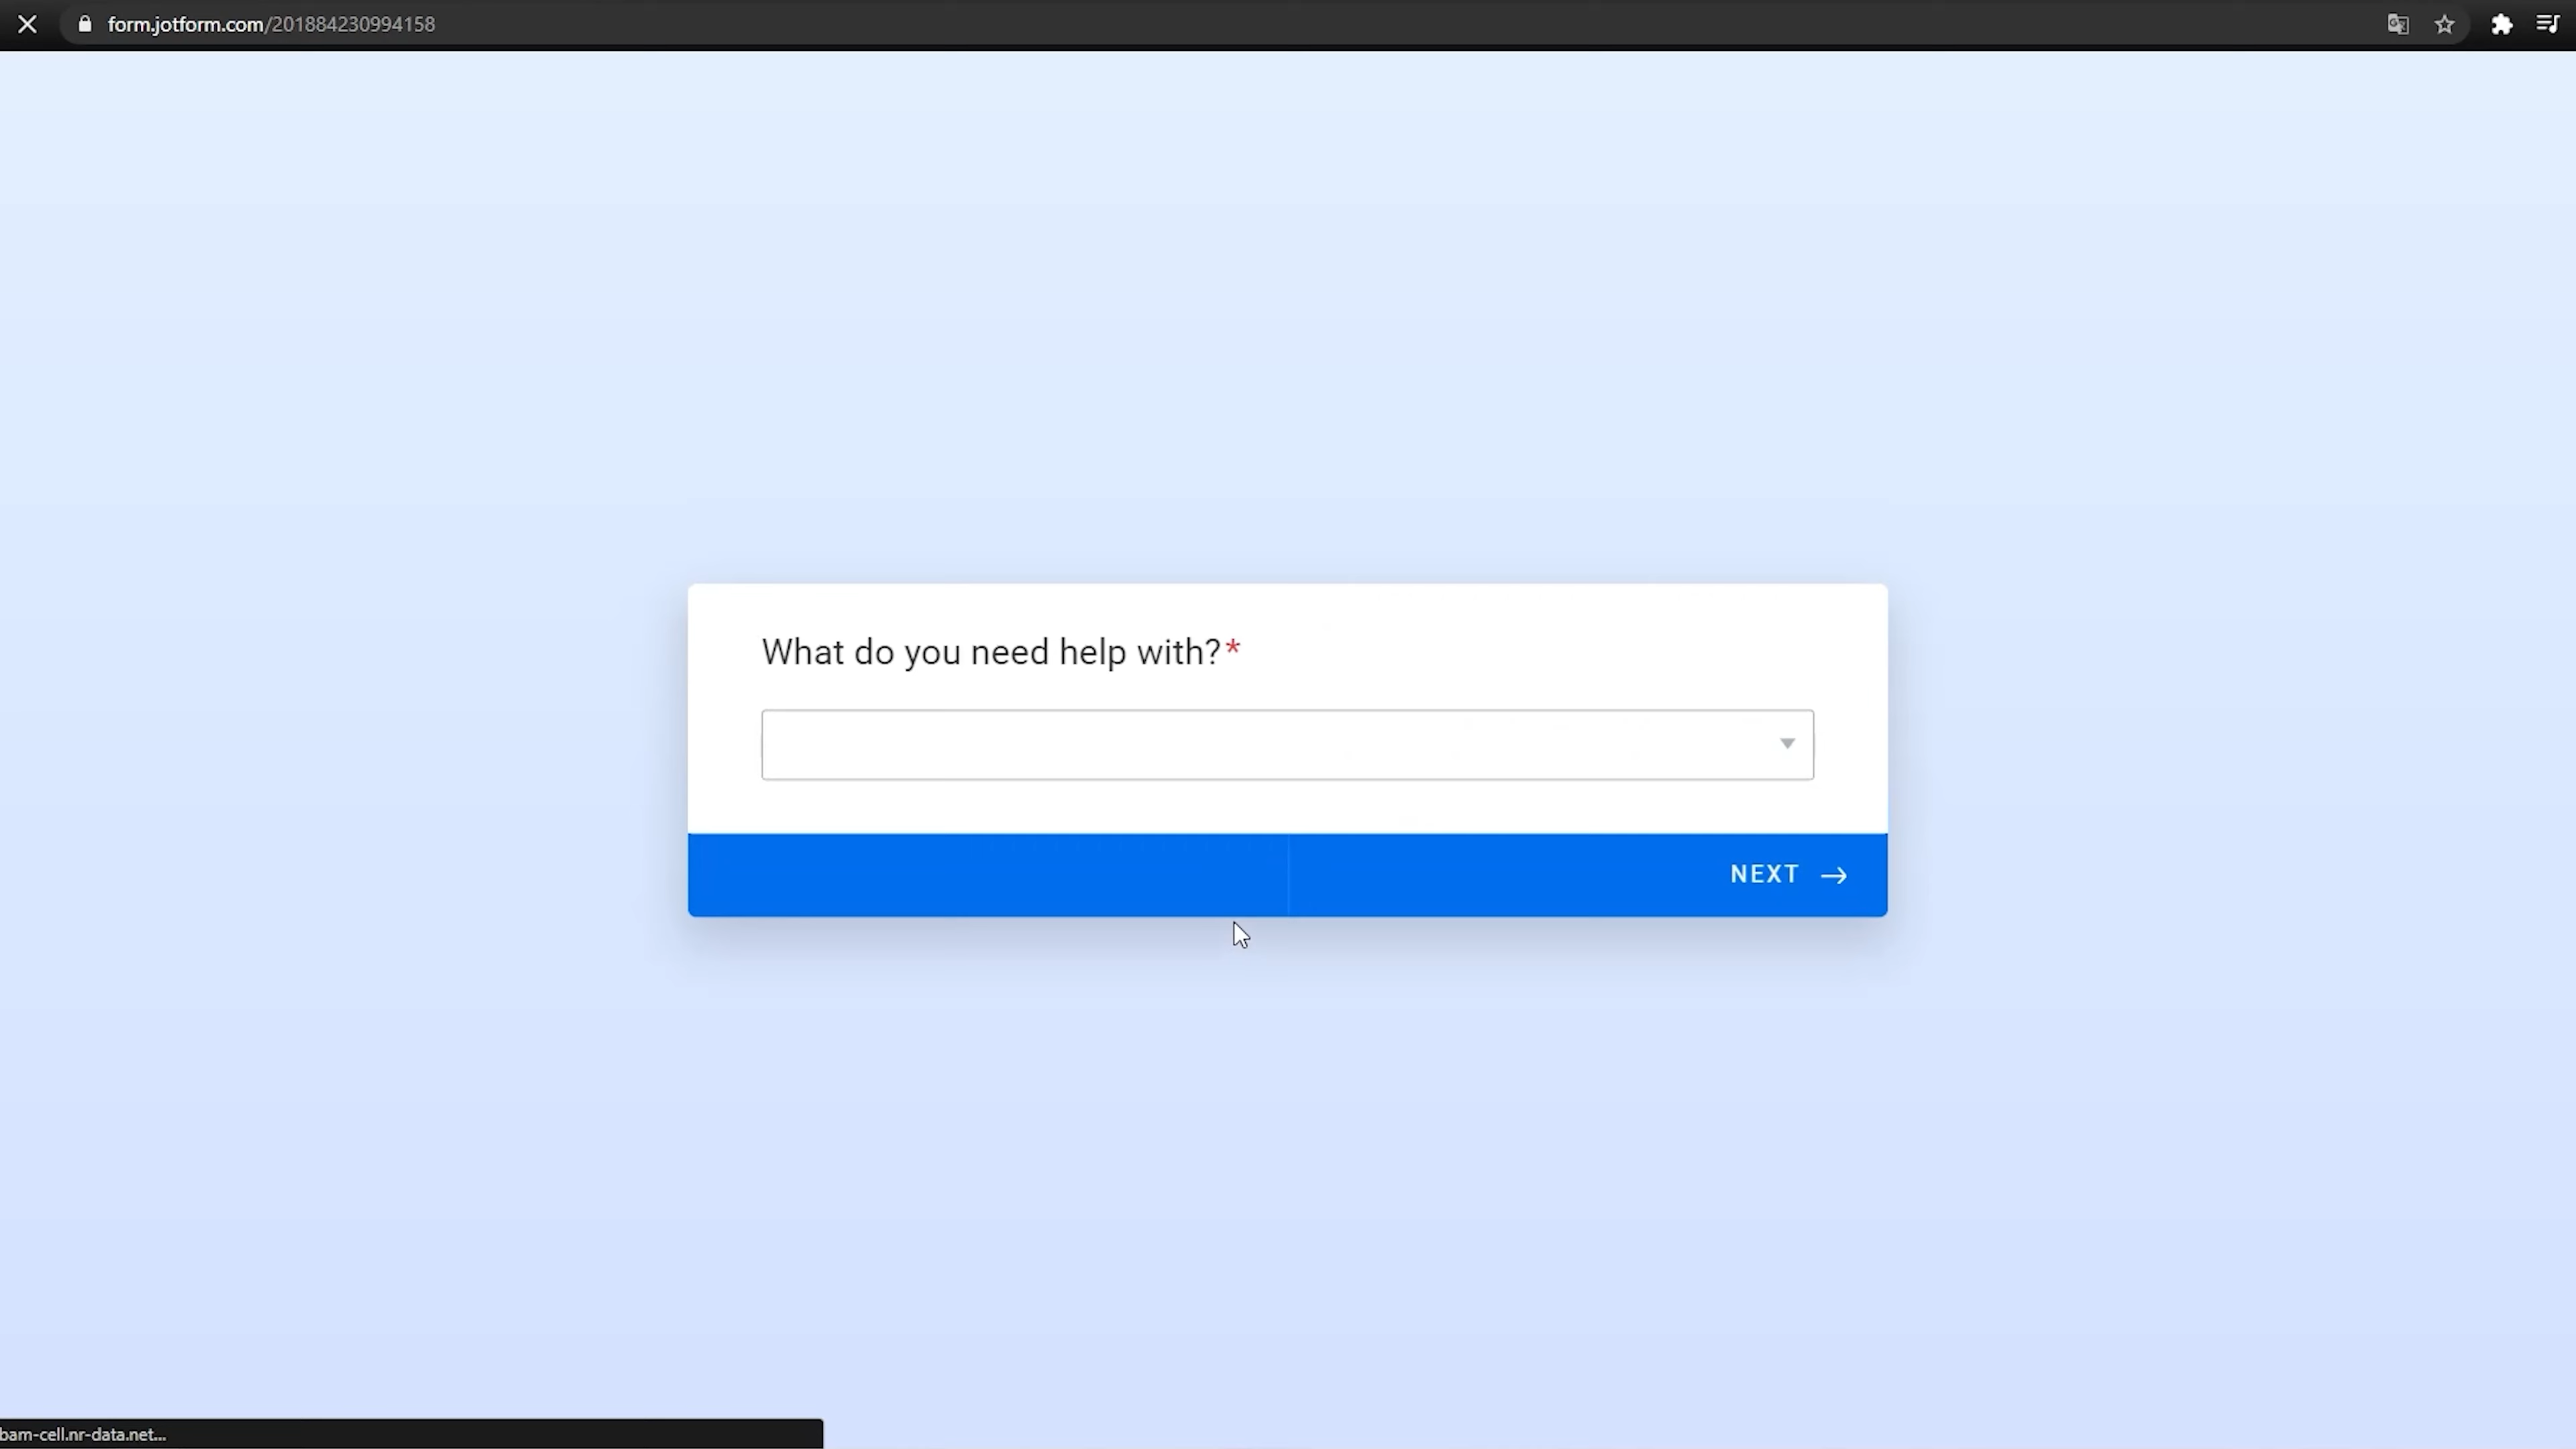 form.jotform.com/201884230994158
What do you need help with?*
NEXT →
bam-cell.nr-data.net...